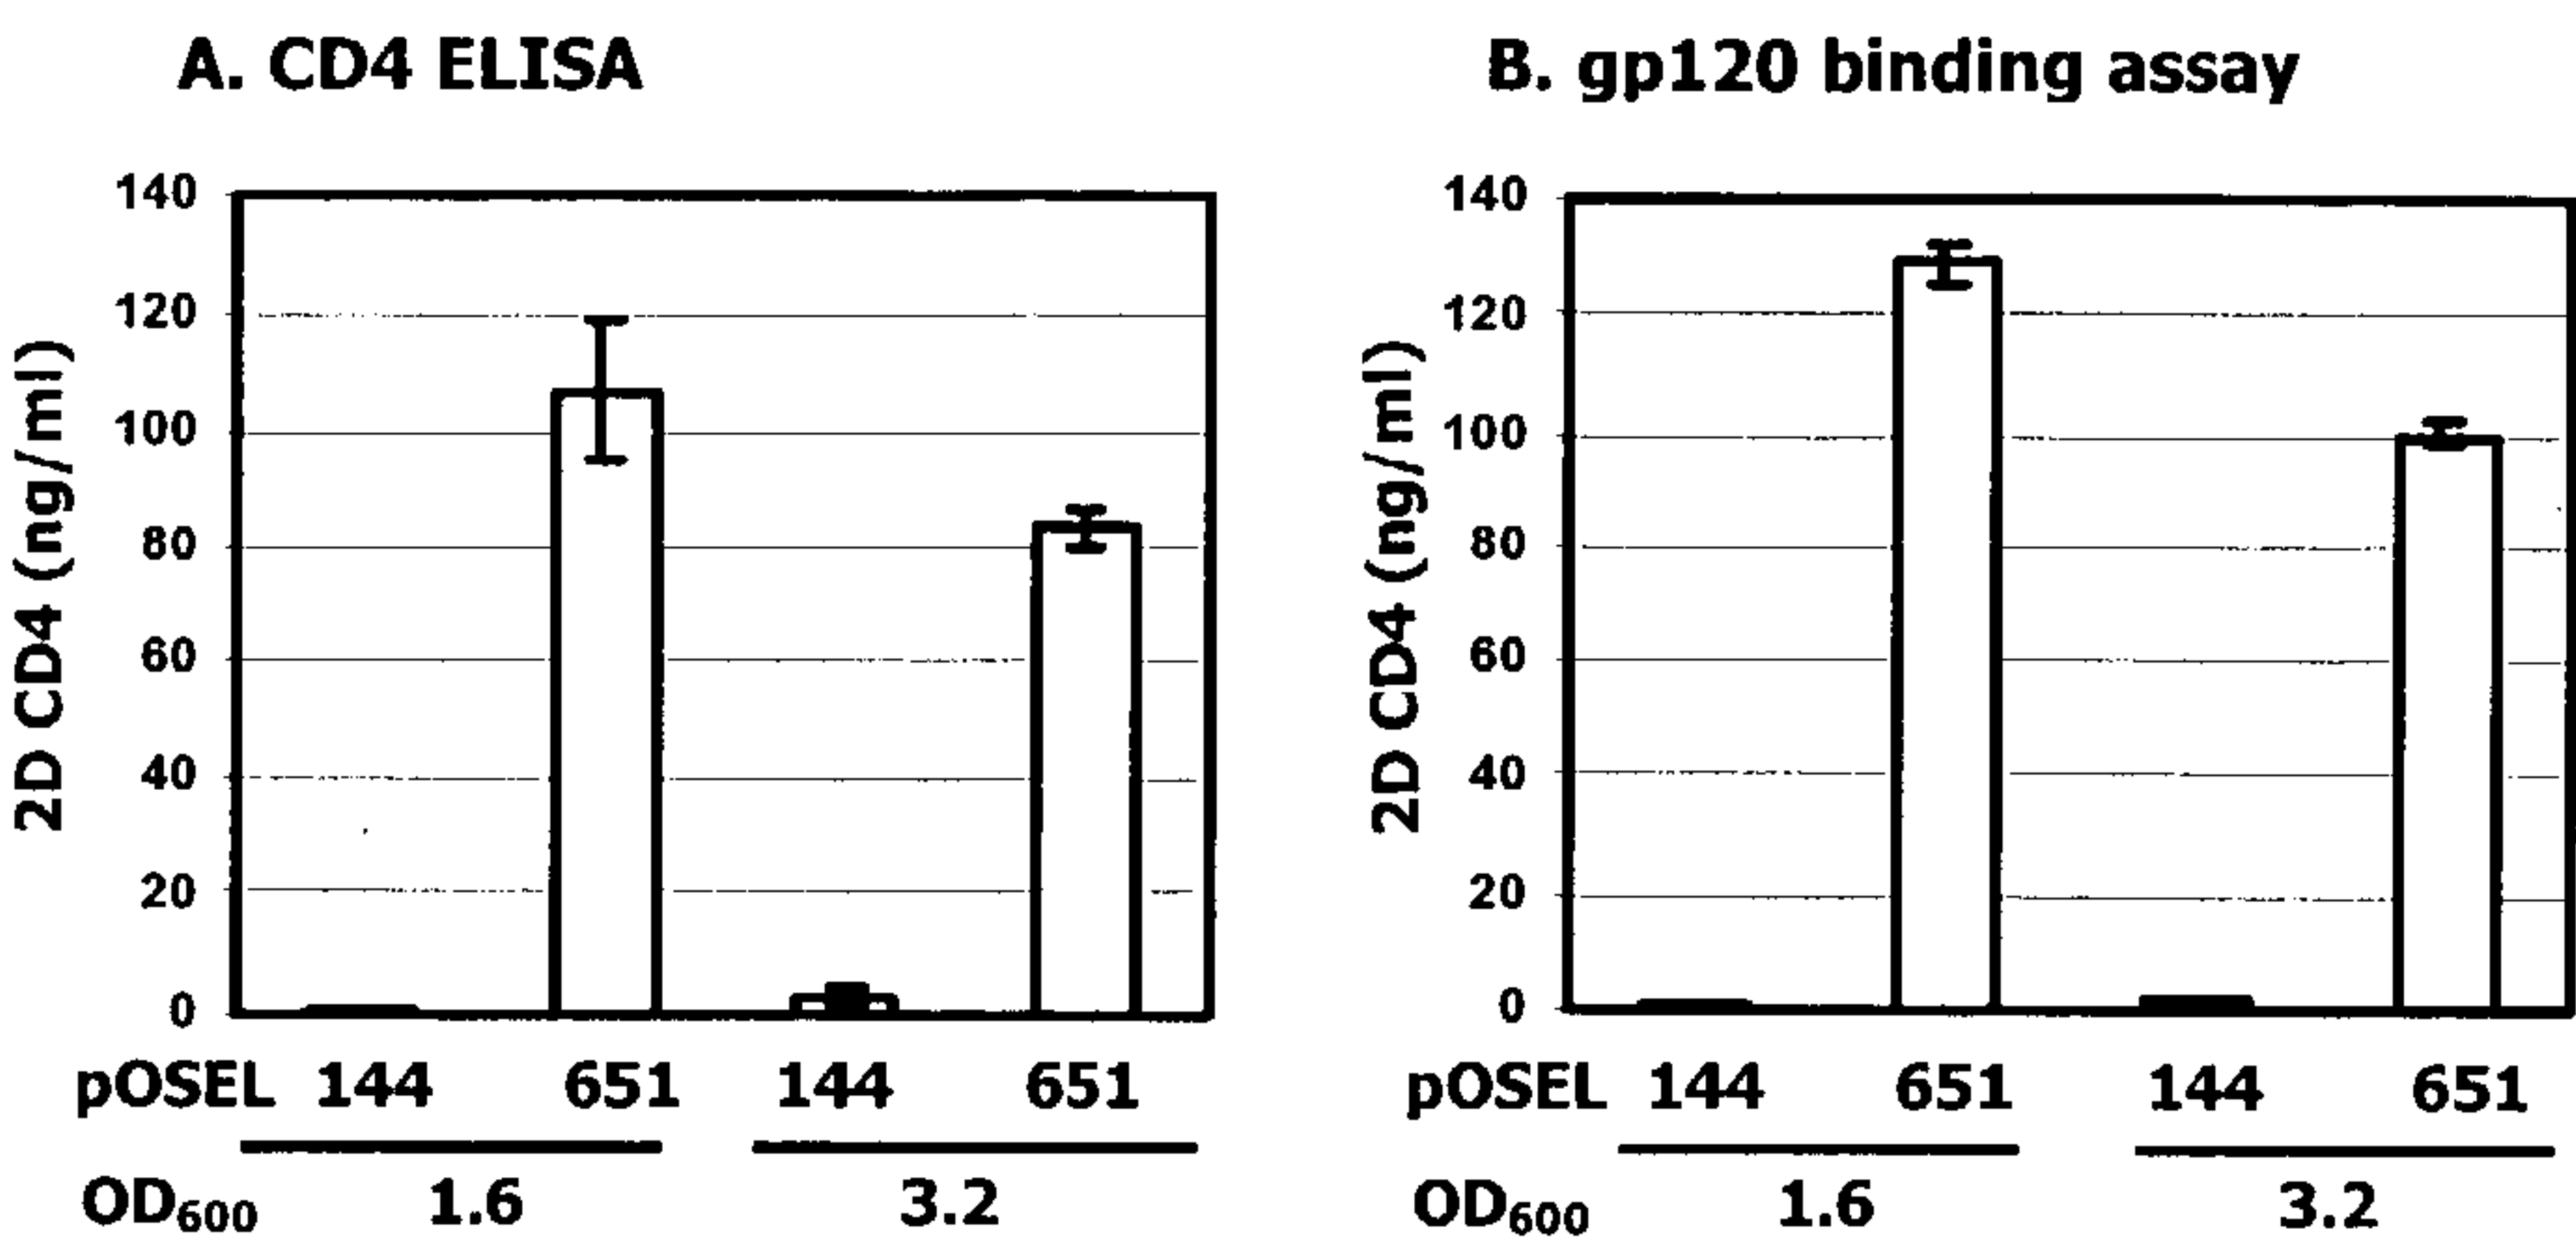 A. CD4 ELISA
2D CD4 (ng/ml)
140
120
100
80
60
40
20
0
pOSEL 144 651 144 651
OD₆₀₀ 1.6 3.2
B. gp120 binding assay
2D CD4 (ng/ml)
140
120
100
80
60
40
20
0
pOSEL 144 651 144 651
OD₆₀₀ 1.6 3.2